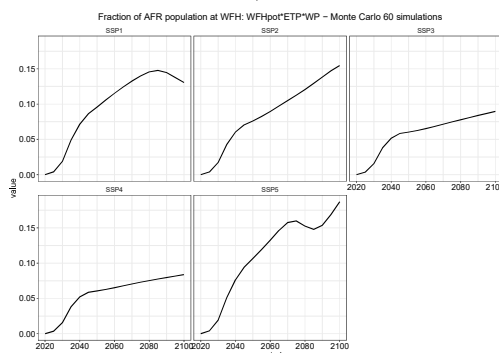 Fraction of AFR population at WFH: WFHpot*ETP*WP − Monte Carlo 60 simulations
SSP1 SSP2 SSP3
0.15
0.10
0.05
0.00
2020 2040 2060 2080 2100
value
SSP4 SSP5
0.15
0.10
0.05
0.00
2020 2040 2060 2080 2100 2020 2040 2060 2080 2100